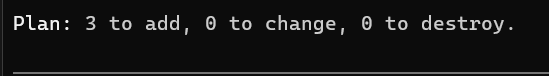 Plan: 3 to add, 0 to change, 0 to destroy.